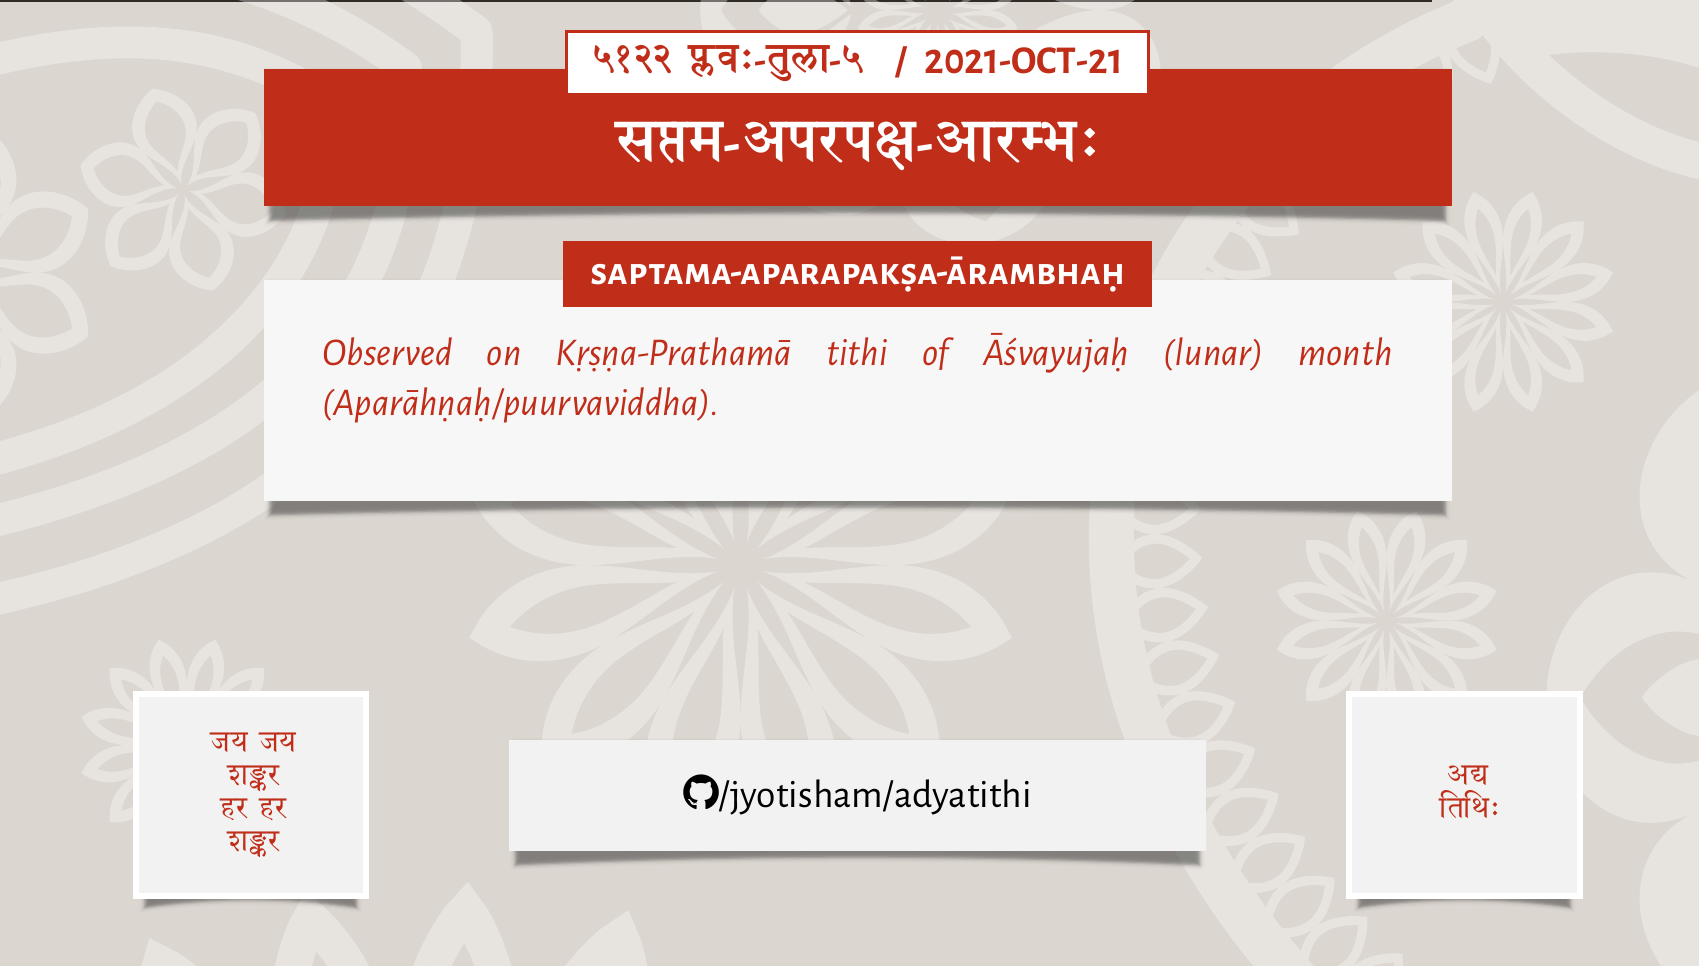 ५१२२ प्लवः-तुला-५ / 2021-OCT-21
सप्तम-अपरपक्ष-आरम्भः
SAPTAMA-APARAPAKṢA-ĀRAMBHAḤ
Observed on Kṛṣṇa-Prathamā tithi of Āśvayujaḥ (lunar) month
(Aparāhṇaḥ/puurvaviddha).
जय जय
शङ्कर
हर हर
शङ्कर
/jyotisham/adyatithi
अद्य
तिथिः